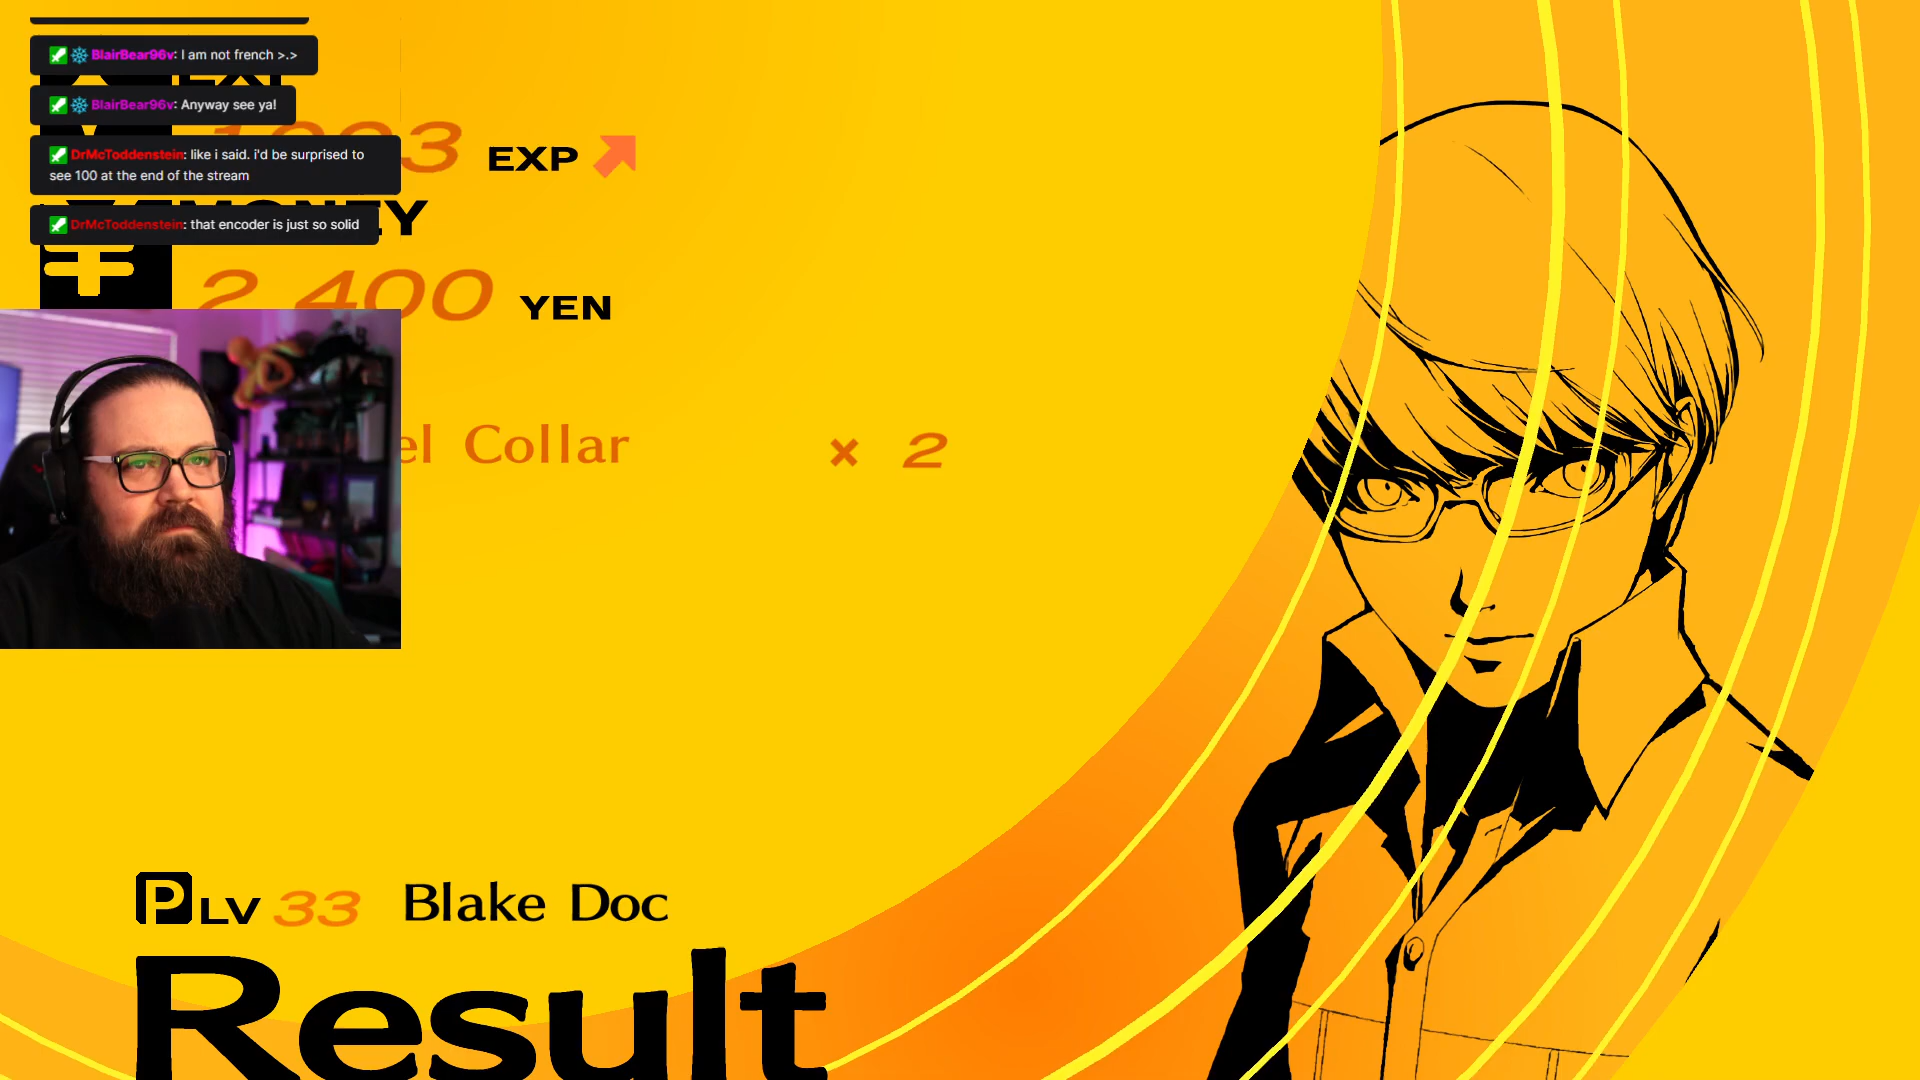 BlairBear96v: I am not french >.>
BlairBear96v: Anyway see ya!
DrMcToddenstein: like i said. i'd be surprised to
see 100 at the end of the stream
3 EXP
DrMcToddenstein: that encoder is just so solid
2,400 YEN
el Collar × 2
P LV 33 Blake Doc
Result